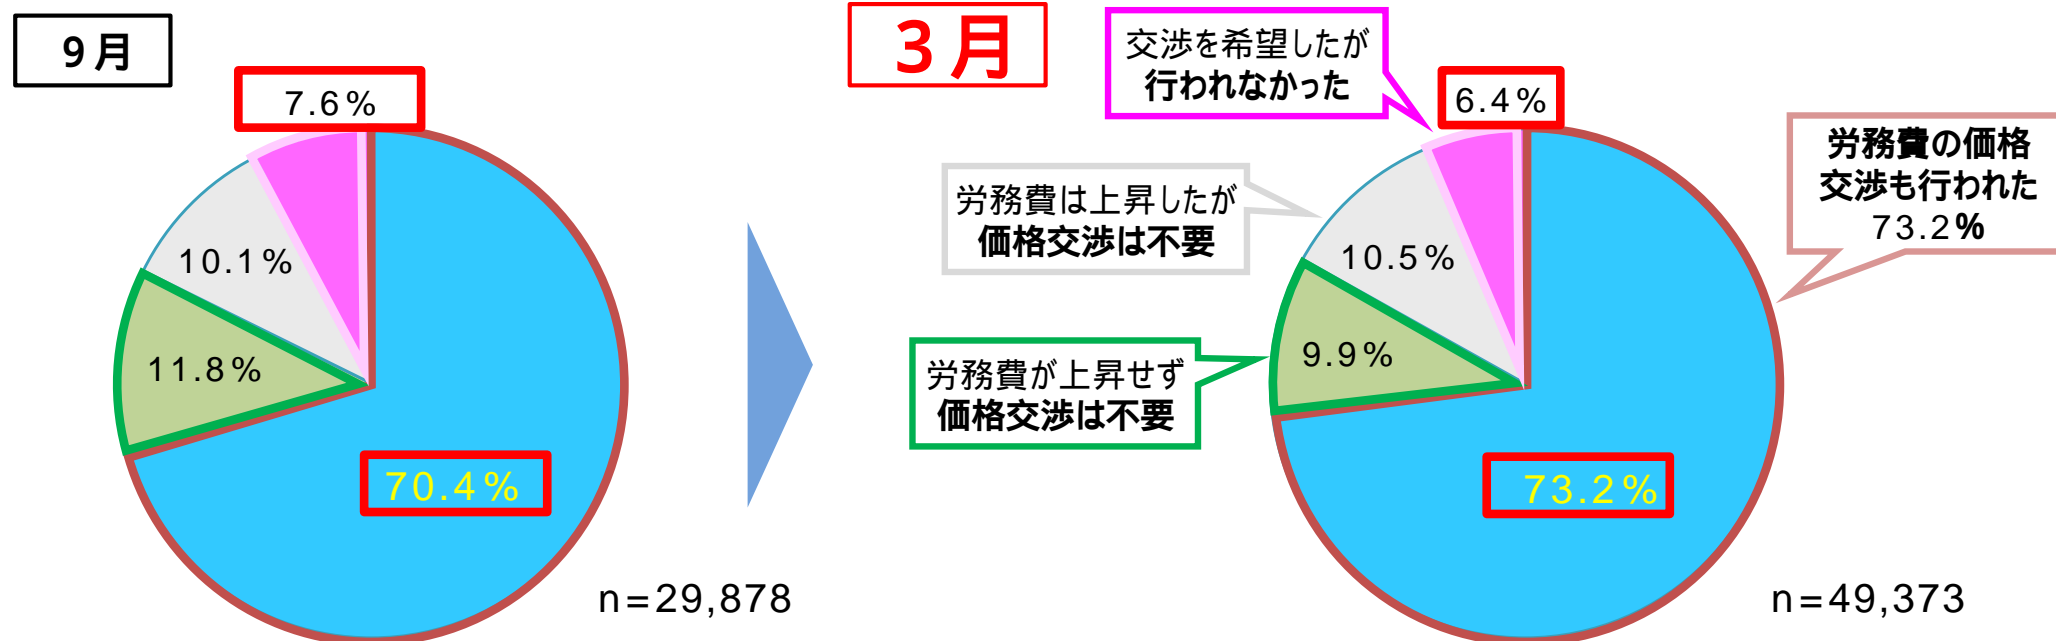 9月
7.6%
10.1%
11.8%
70.4%
n=29,878
3月
交渉を希望したが
行われなかった
6.4%
労務費の価格
交渉も行われた
73.2%
労務費は上昇したが
価格交渉は不要
10.5%
労務費が上昇せず
価格交渉は不要
9.9%
73.2%
n=49,373